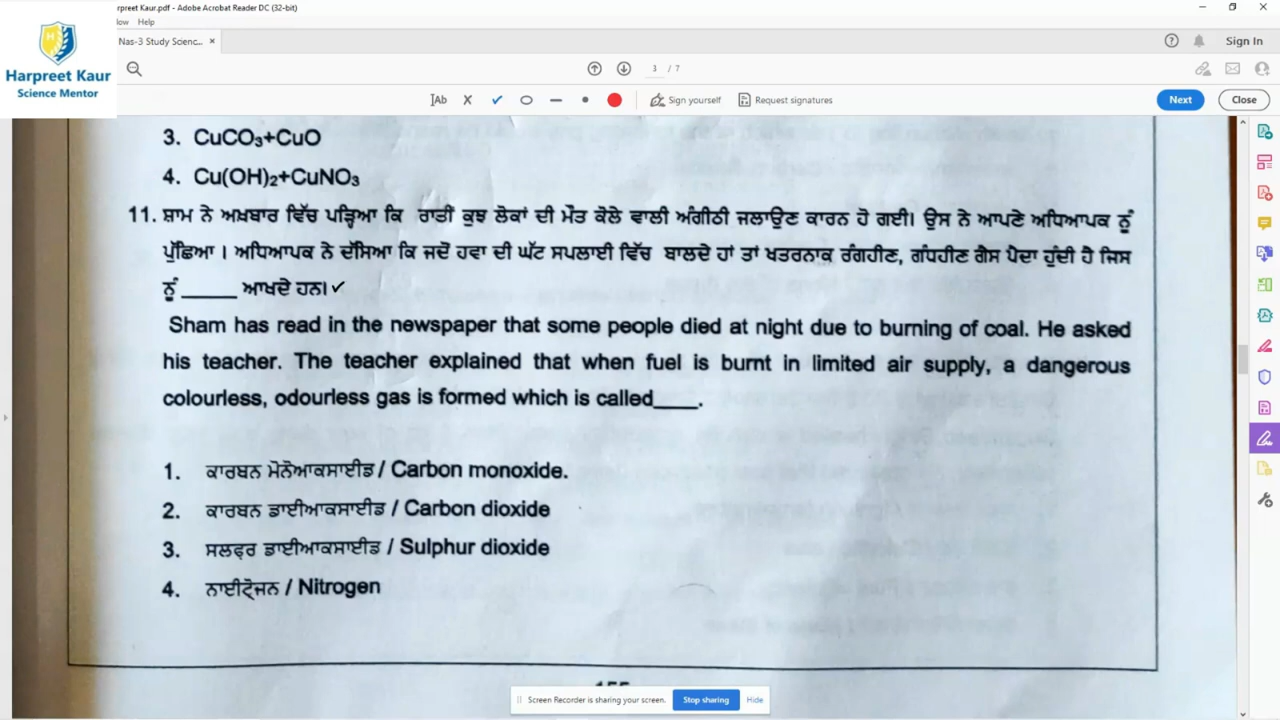 rpreet Kaur.pdf - Adobe Acrobat Reader DC (32-bit)
Harpreet Kaur
Science Mentor
low Help
Nas-3 Study Scienc...
Sign In
3 / 7
Ab
Sign yourself
Request signatures
Next
Close
3. CuCO₃+CuO
4. Cu(OH)₂+CuNO₃
11. ਸ਼ਾਮ ਨੇ ਅਖ਼ਬਾਰ ਵਿੱਚ ਪੜ੍ਹਿਆ ਕਿ ਰਾਤੀ ਕੁਝ ਲੋਕਾਂ ਦੀ ਮੌਤ ਕੋਲੇ ਵਾਲੀ ਅੰਗੀਠੀ ਜਲਾਉਣ ਕਾਰਨ ਹੋ ਗਈ। ਉਸ ਨੇ ਆਪਣੇ ਅਧਿਆਪਕ ਨੂੰ
ਪੁੱਛਿਆ । ਅਧਿਆਪਕ ਨੇ ਦੱਸਿਆ ਕਿ ਜਦੋਂ ਹਵਾ ਦੀ ਘੱਟ ਸਪਲਾਈ ਵਿੱਚ ਬਾਲਦੇ ਹਾਂ ਤਾਂ ਖਤਰਨਾਕ ਰੰਗਹੀਣ, ਗੰਧਹੀਣ ਗੈਸ ਪੈਦਾ ਹੁੰਦੀ ਹੈ ਜਿਸ
ਨੂੰ _____ ਆਖਦੇ ਹਨ। ✓
Sham has read in the newspaper that some people died at night due to burning of coal. He asked
his teacher. The teacher explained that when fuel is burnt in limited air supply, a dangerous
colourless, odourless gas is formed which is called____.
1. ਕਾਰਬਨ ਮੋਨੋਆਕਸਾਈਡ / Carbon monoxide.
2. ਕਾਰਬਨ ਡਾਈਆਕਸਾਈਡ / Carbon dioxide
3. ਸਲਫ੍ਰ ਡਾਈਆਕਸਾਈਡ / Sulphur dioxide
4. ਨਾਈਟ੍ਰੋਜਨ / Nitrogen
Screen Recorder is sharing your screen.
Stop sharing
Hide